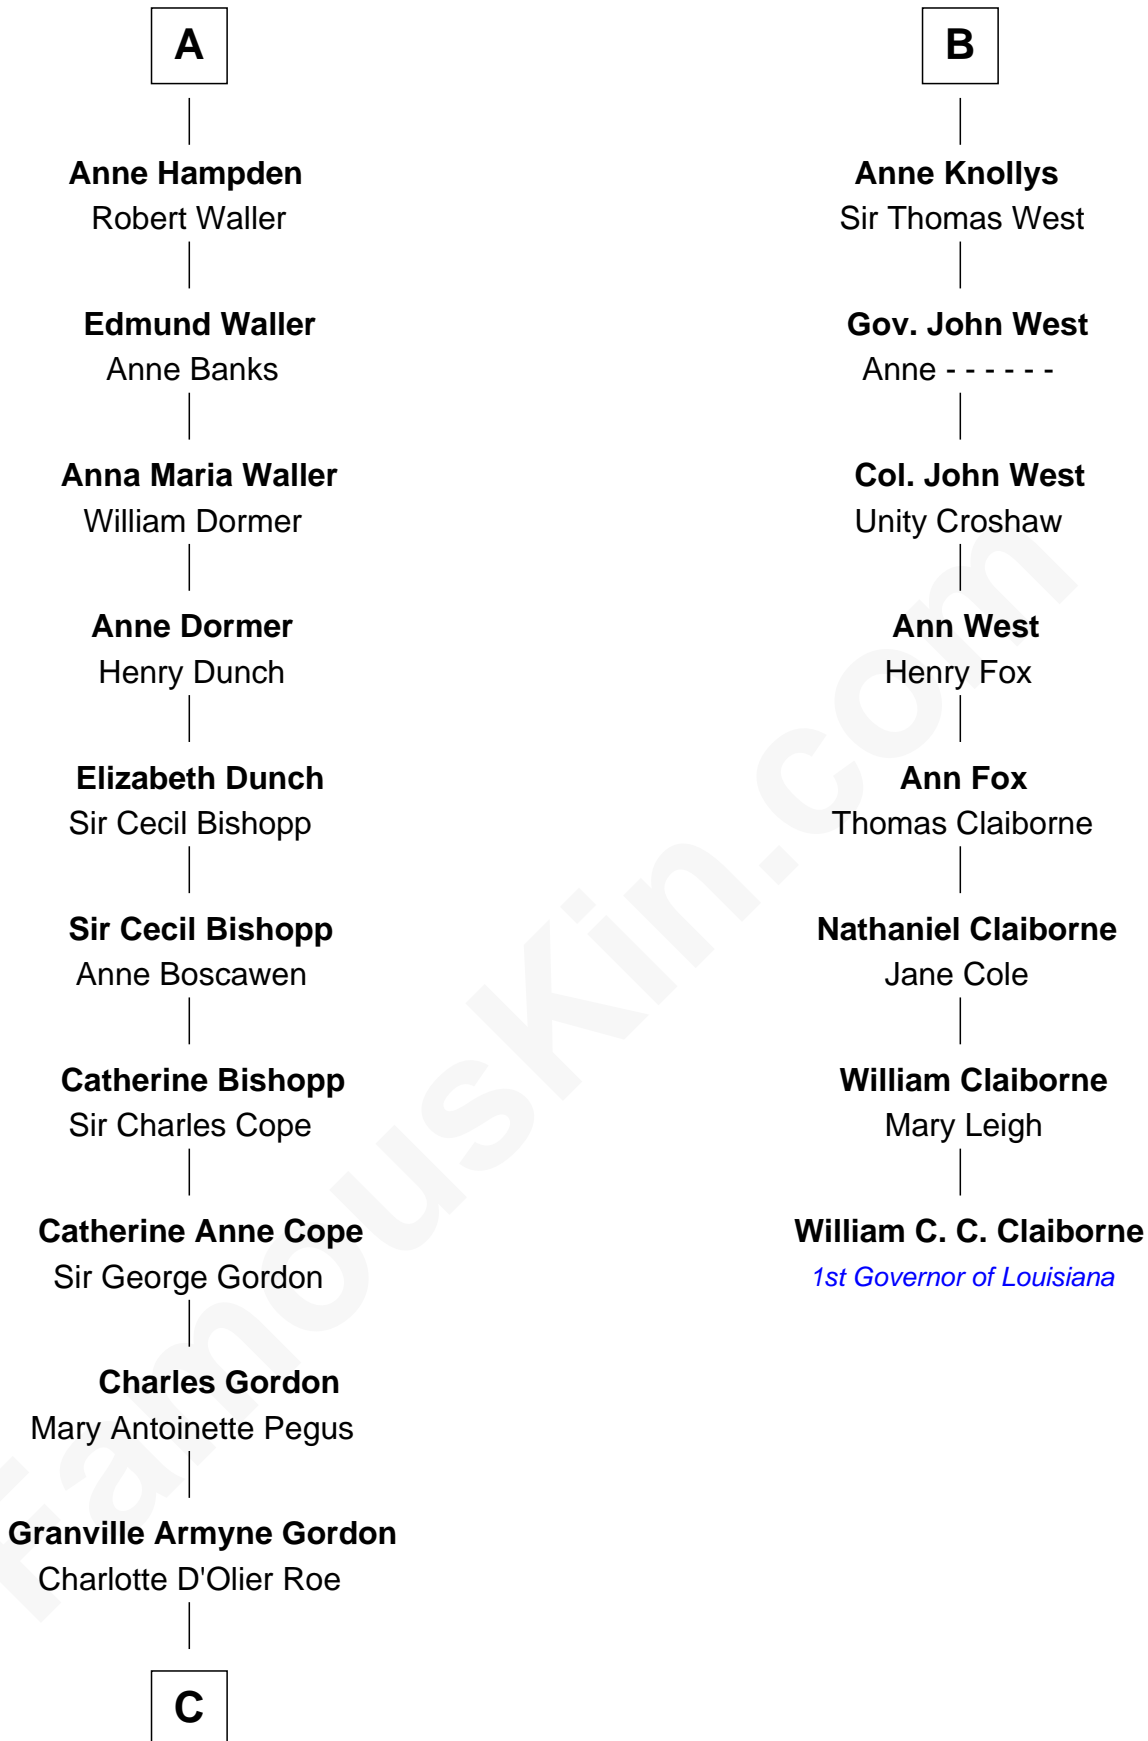 A
Anne Hampden
Robert Waller
Edmund Waller
Anne Banks
Anna Maria Waller
William Dormer
Anne Dormer
Henry Dunch
Elizabeth Dunch
Sir Cecil Bishopp
Sir Cecil Bishopp
Anne Boscawen
Catherine Bishopp
Sir Charles Cope
Catherine Anne Cope
Sir George Gordon
Charles Gordon
Mary Antoinette Pegus
Granville Armyne Gordon
Charlotte D'Olier Roe
C
B
Anne Knollys
Sir Thomas West
Gov. John West
Anne - - - - - -
Col. John West
Unity Croshaw
Ann West
Henry Fox
Ann Fox
Thomas Claiborne
Nathaniel Claiborne
Jane Cole
William Claiborne
Mary Leigh
William C. C. Claiborne
1st Governor of Louisiana
FamousKin.com